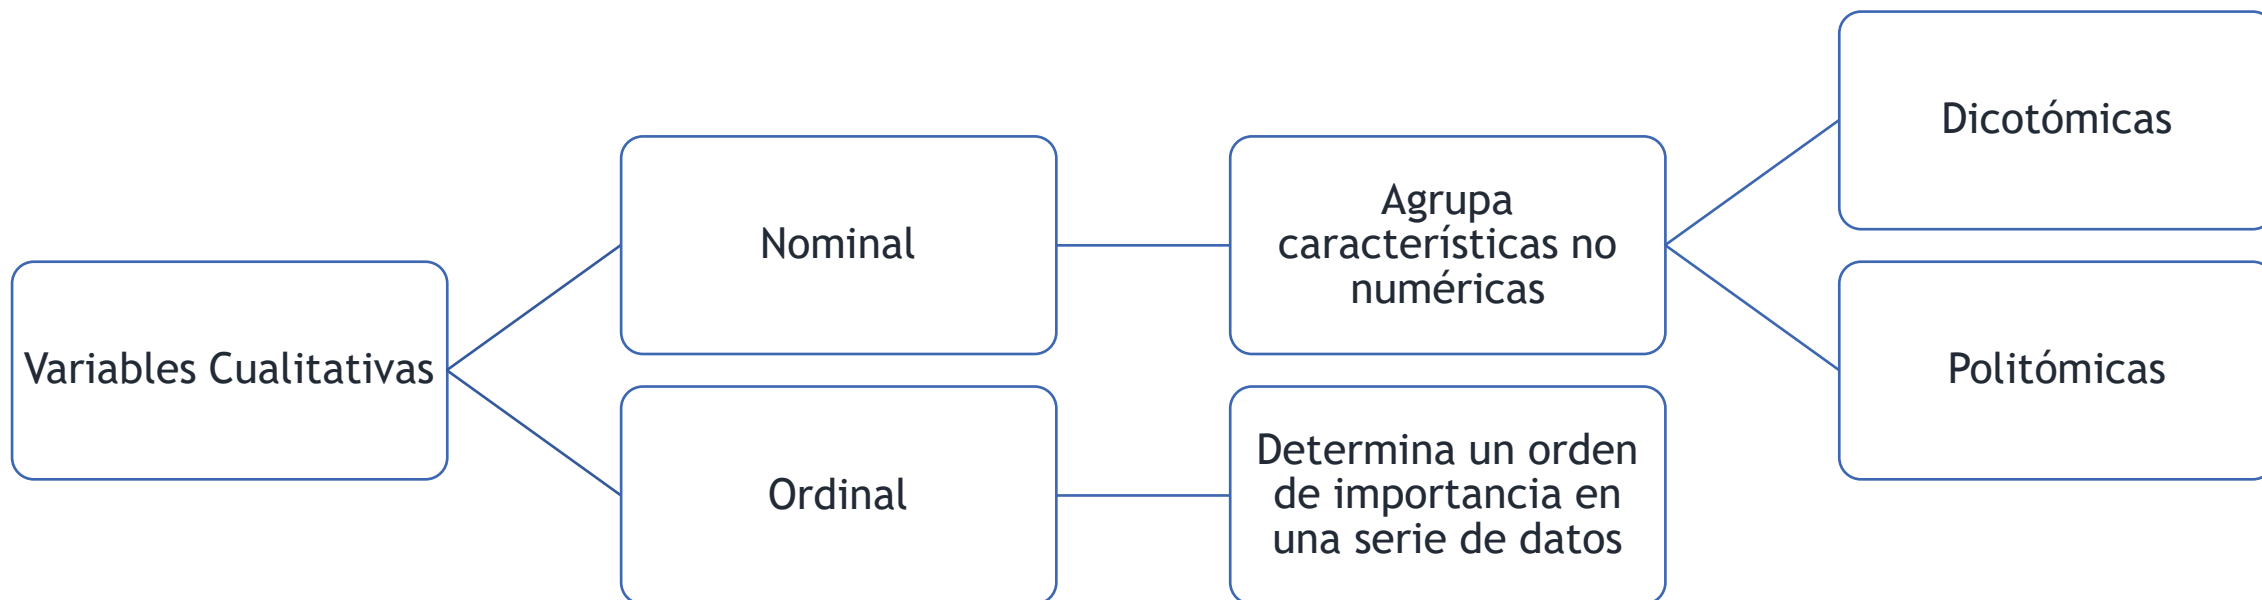 Variables Cualitativas
Nominal
Agrupa
características no
numéricas
Dicotómicas
Politómicas
Ordinal
Determina un orden
de importancia en
una serie de datos